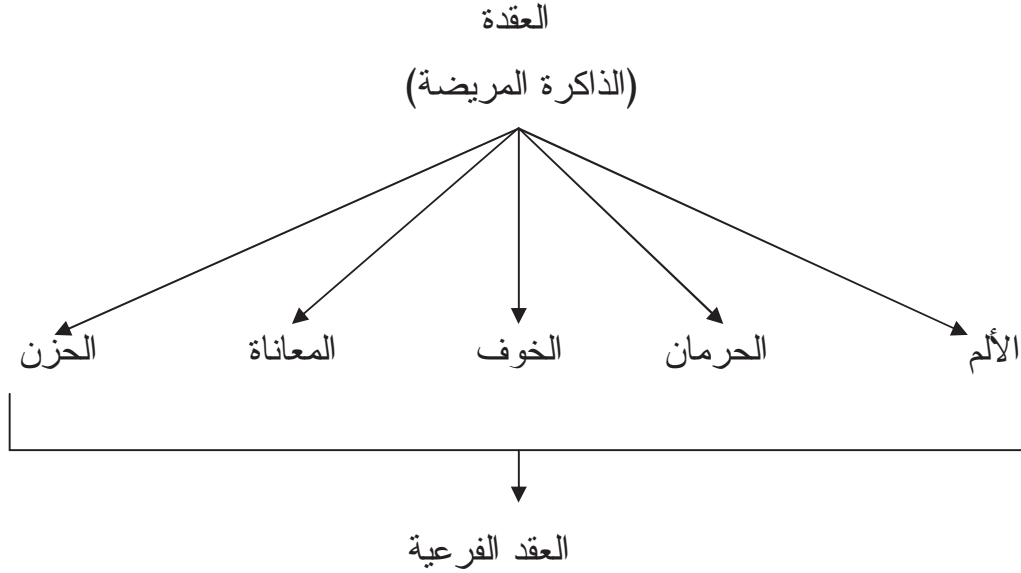 العقدة
(الذاكرة المريضة)
الألم الحرمان الخوف المعاناة الحزن
العقد الفرعية